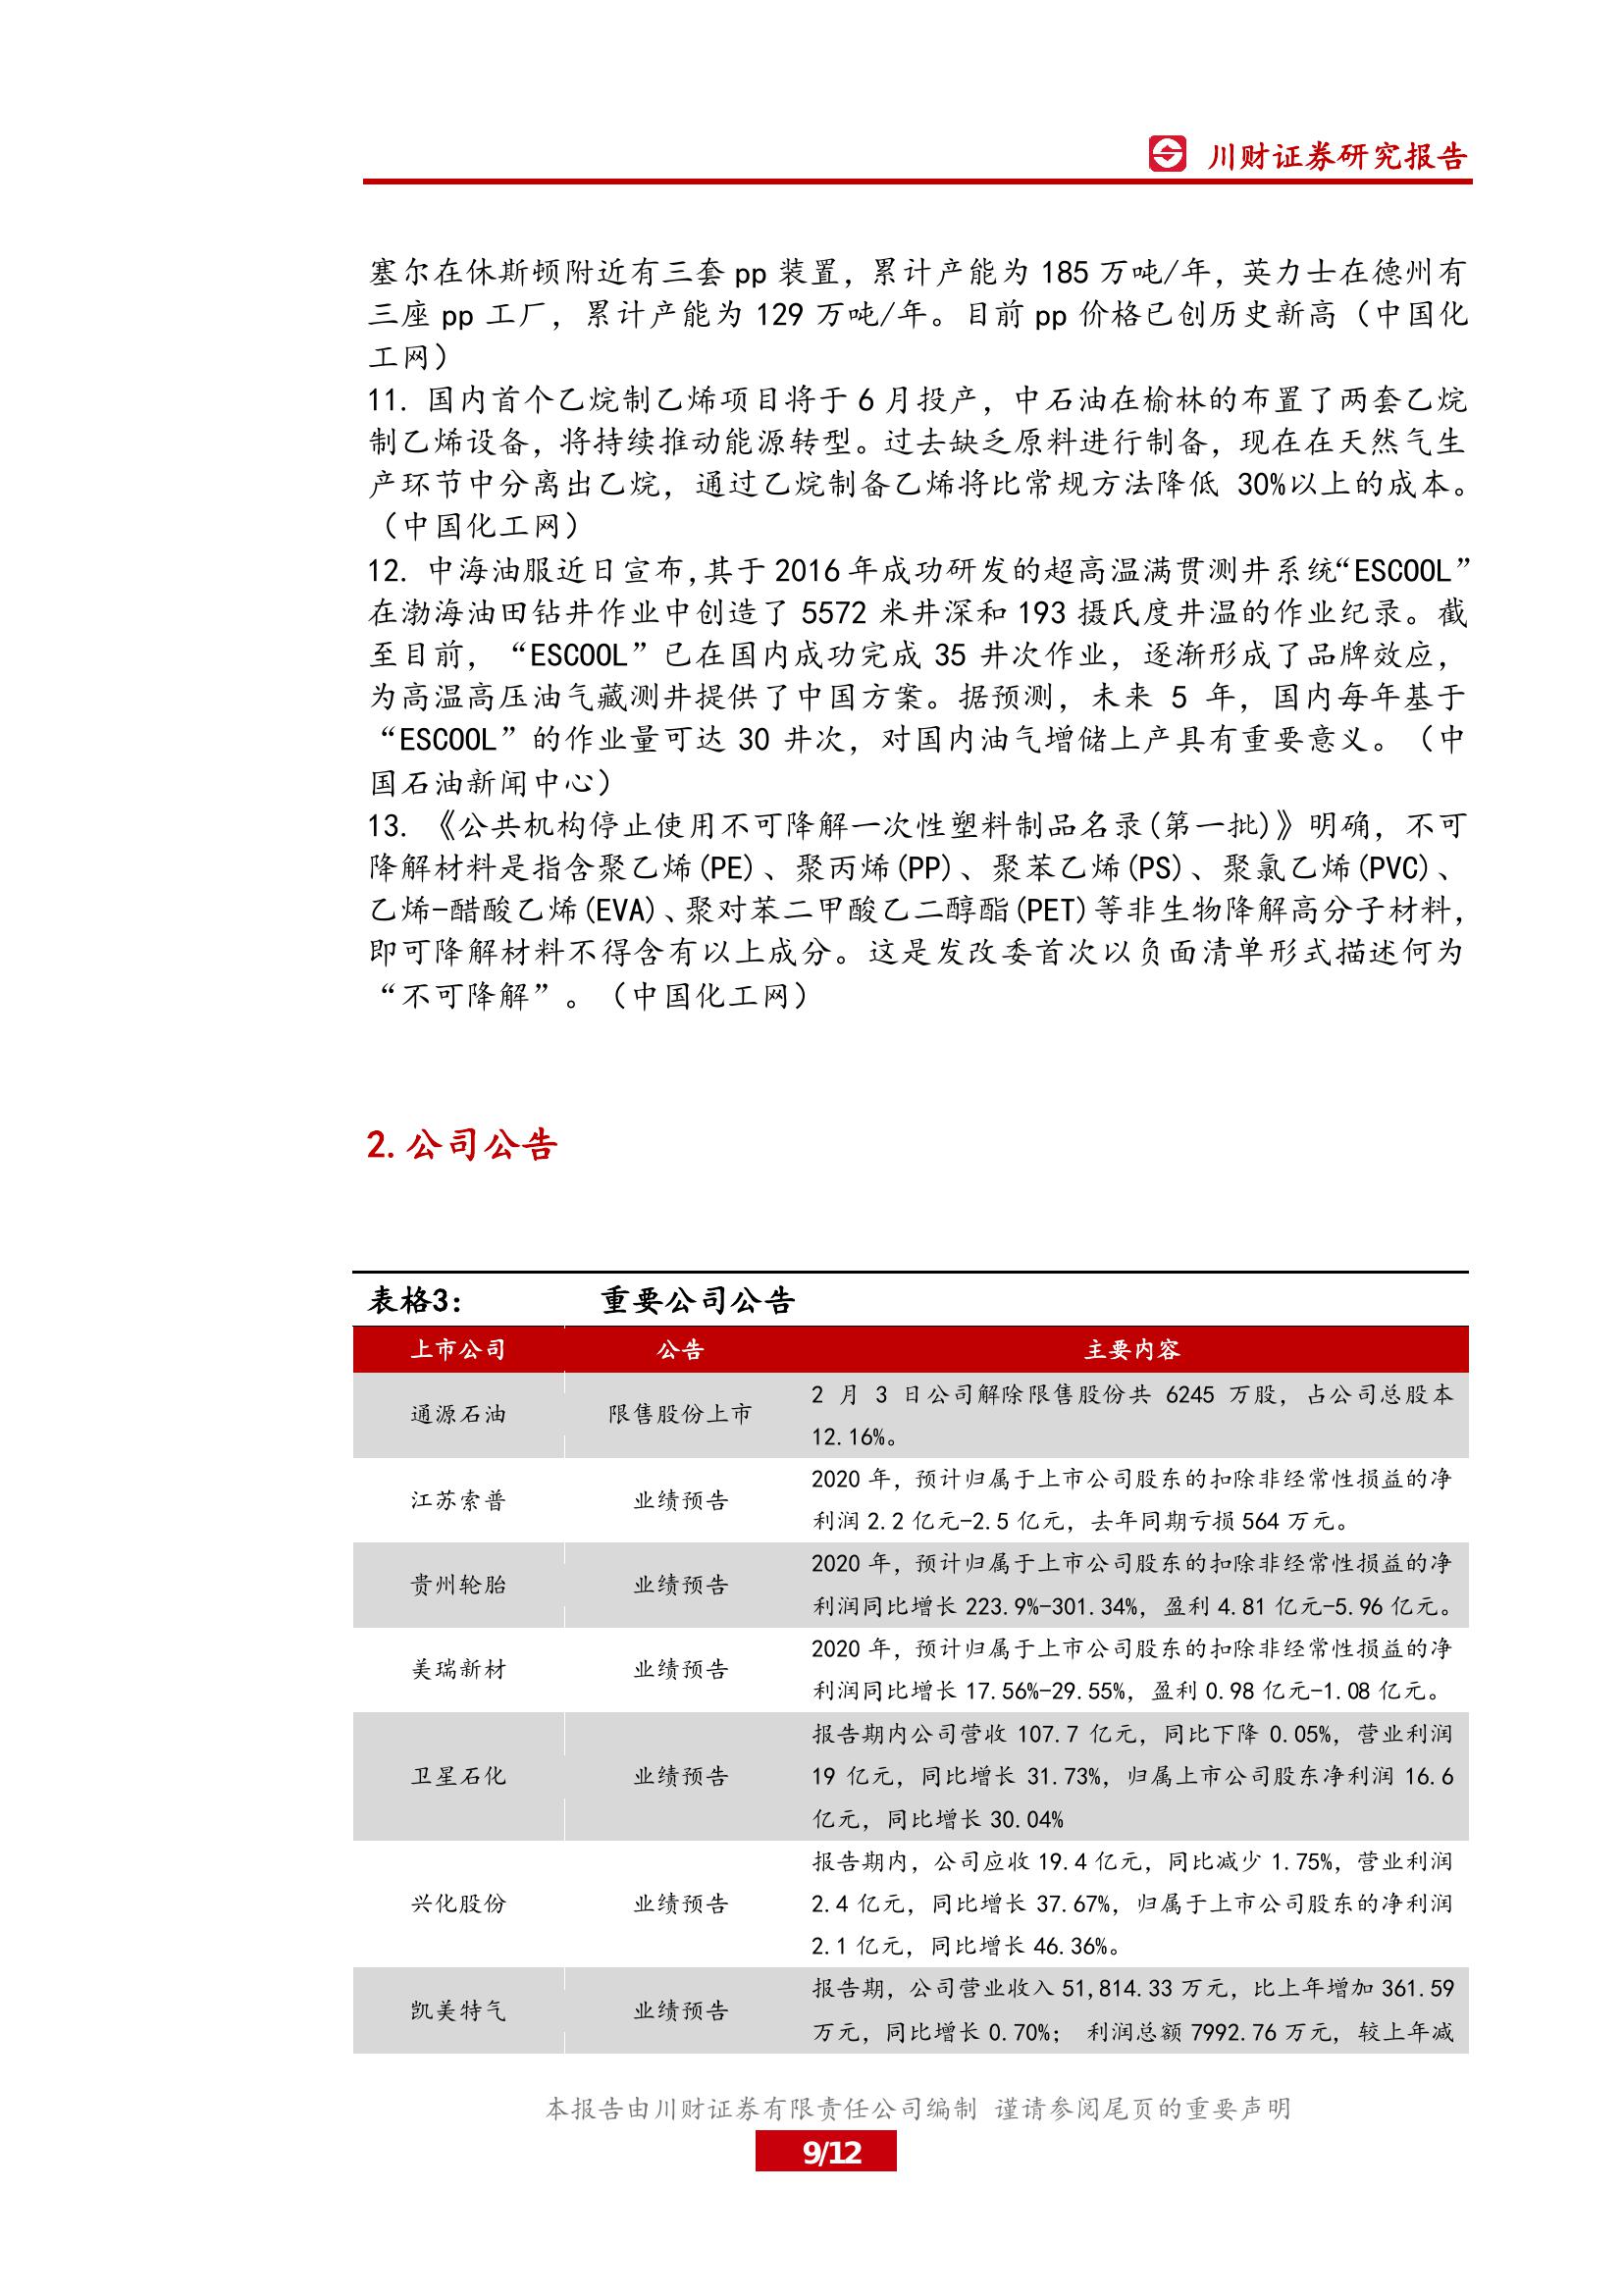 川财证券研究报告
塞尔在休斯顿附近有三套 pp 装置，累计产能为 185 万吨/年，英力士在德州有
三座 pp 工厂，累计产能为 129 万吨/年。目前 pp 价格已创历史新高（中国化
工网）
11. 国内首个乙烷制乙烯项目将于 6 月投产，中石油在榆林的布置了两套乙烷
制乙烯设备，将持续推动能源转型。过去缺乏原料进行制备，现在在天然气生
产环节中分离出乙烷，通过乙烷制备乙烯将比常规方法降低 30%以上的成本。
（中国化工网）
12. 中海油服近日宣布,其于 2016 年成功研发的超高温满贯测井系统“ESCOOL”
在渤海油田钻井作业中创造了 5572 米井深和 193 摄氏度井温的作业纪录。截
至目前，“ESCOOL”已在国内成功完成 35 井次作业，逐渐形成了品牌效应，
为高温高压油气藏测井提供了中国方案。据预测，未来 5 年，国内每年基于
“ESCOOL”的作业量可达 30 井次，对国内油气增储上产具有重要意义。（中
国石油新闻中心）
13. 《公共机构停止使用不可降解一次性塑料制品名录(第一批)》明确，不可
降解材料是指含聚乙烯(PE)、聚丙烯(PP)、聚苯乙烯(PS)、聚氯乙烯(PVC)、
乙烯-醋酸乙烯(EVA)、聚对苯二甲酸乙二醇酯(PET)等非生物降解高分子材料，
即可降解材料不得含有以上成分。这是发改委首次以负面清单形式描述何为
“不可降解”。（中国化工网）
2.公司公告
表格3： 重要公司公告
上市公司 公告 主要内容
通源石油 限售股份上市 2 月 3 日公司解除限售股份共 6245 万股，占公司总股本
12.16%。
江苏索普 业绩预告 2020 年，预计归属于上市公司股东的扣除非经常性损益的净
利润 2.2 亿元-2.5 亿元，去年同期亏损 564 万元。
贵州轮胎 业绩预告 2020 年，预计归属于上市公司股东的扣除非经常性损益的净
利润同比增长 223.9%-301.34%，盈利 4.81 亿元-5.96 亿元。
美瑞新材 业绩预告 2020 年，预计归属于上市公司股东的扣除非经常性损益的净
利润同比增长 17.56%-29.55%，盈利 0.98 亿元-1.08 亿元。
卫星石化 业绩预告 报告期内公司营收 107.7 亿元，同比下降 0.05%，营业利润
19 亿元，同比增长 31.73%，归属上市公司股东净利润 16.6
亿元，同比增长 30.04%
兴化股份 业绩预告 报告期内，公司应收 19.4 亿元，同比减少 1.75%，营业利润
2.4 亿元，同比增长 37.67%，归属于上市公司股东的净利润
2.1 亿元，同比增长 46.36%。
凯美特气 业绩预告 报告期，公司营业收入 51,814.33 万元，比上年增加 361.59
万元，同比增长 0.70%； 利润总额 7992.76 万元, 较上年减
本报告由川财证券有限责任公司编制 谨请参阅尾页的重要声明
9/12